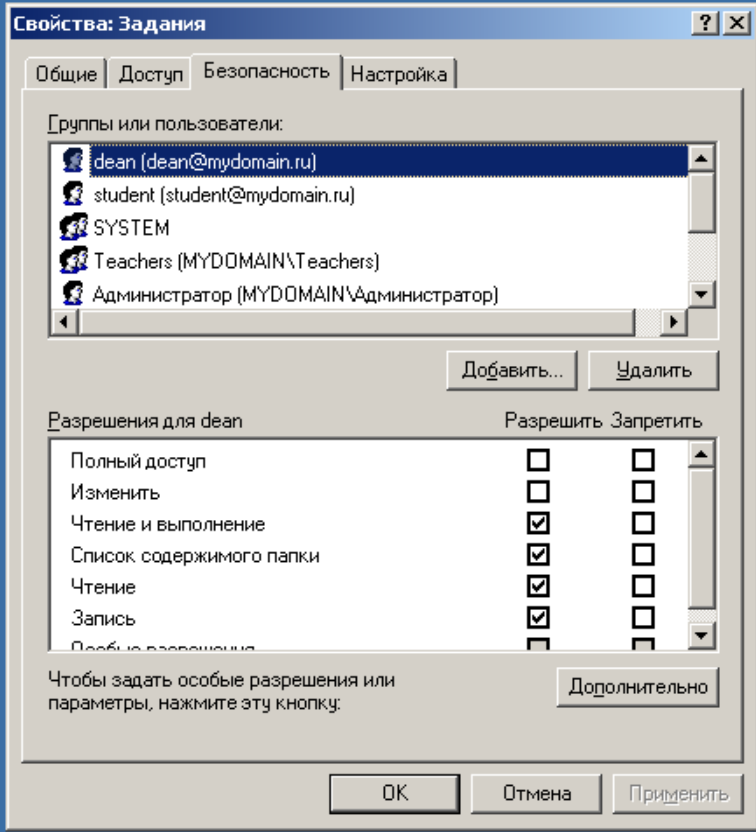 Свойства: Задания
Общие Доступ Безопасность Настройка
Группы или пользователи:
dean (dean@mydomain.ru)
student (student@mydomain.ru)
SYSTEM
Teachers (MYDOMAIN\Teachers)
Администратор (MYDOMAIN\Администратор)
Добавить... Удалить
Разрешения для dean Разрешить Запретить
Полный доступ
Изменить
Чтение и выполнение
Список содержимого папки
Чтение
Запись
Особые разрешения
Чтобы задать особые разрешения или
параметры, нажмите эту кнопку:
Дополнительно
OK Отмена Применить